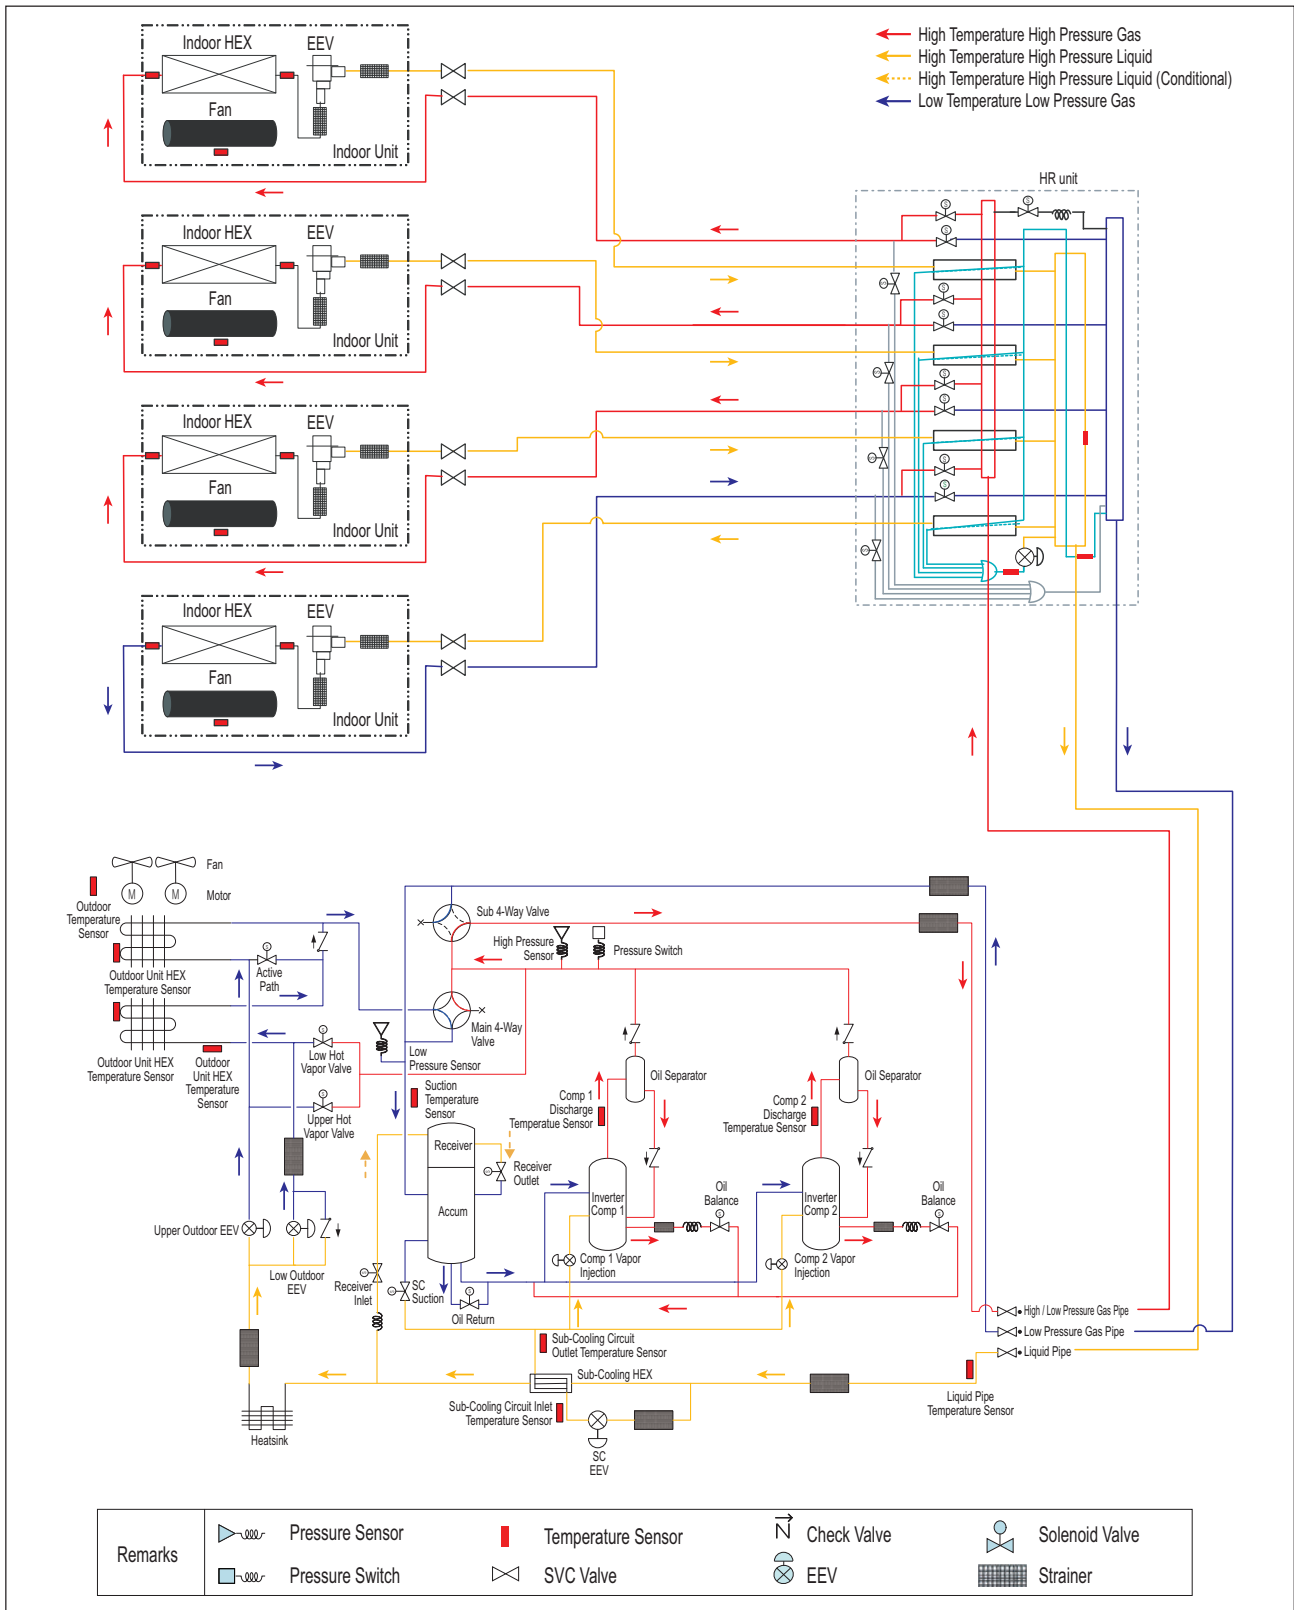 High Temperature High Pressure Gas
High Temperature High Pressure Liquid
High Temperature High Pressure Liquid (Conditional)
Low Temperature Low Pressure Gas
Indoor HEX
EEV
Fan
Indoor Unit
HR unit
S
S
S
S
S
S
S
S
S
S
S
S
S
Indoor HEX
EEV
Fan
Indoor Unit
Indoor HEX
EEV
Fan
Indoor Unit
Indoor HEX
EEV
Fan
Indoor Unit
Fan
M
M
Motor
Outdoor
Temperature
Sensor
Sub 4-Way Valve
High Pressure
Sensor
Pressure Switch
Outdoor Unit HEX
Temperature Sensor
S
Active
Path
Main 4-Way
Valve
Outdoor Unit HEX
Temperature Sensor
Outdoor
Unit HEX
Temperature
Sensor
S
Low Hot
Vapor Valve
Low
Pressure Sensor
Oil Separator
Oil Separator
Suction
Temperature
Sensor
Comp 1
Discharge
Temperatue Sensor
Comp 2
Discharge
Temperatue Sensor
S
Upper Hot
Vapor Valve
Receiver
S
Receiver
Outlet
Accum
Inverter
Comp 1
Oil
Balance
S
Inverter
Comp 2
Oil
Balance
S
Upper Outdoor EEV
Low Outdoor
EEV
Receiver
Inlet
S
SC
Suction
S
S
Oil Return
Comp 1 Vapor
Injection
Comp 2 Vapor
Injection
High / Low Pressure Gas Pipe
Low Pressure Gas Pipe
Liquid Pipe
Sub-Cooling Circuit
Outlet Temperature Sensor
Sub-Cooling HEX
Sub-Cooling Circuit Inlet
Temperature Sensor
Liquid Pipe
Temperature Sensor
Heatsink
SC
EEV
Remarks
Pressure Sensor
Temperature Sensor
Check Valve
Solenoid Valve
Pressure Switch
SVC Valve
EEV
Strainer